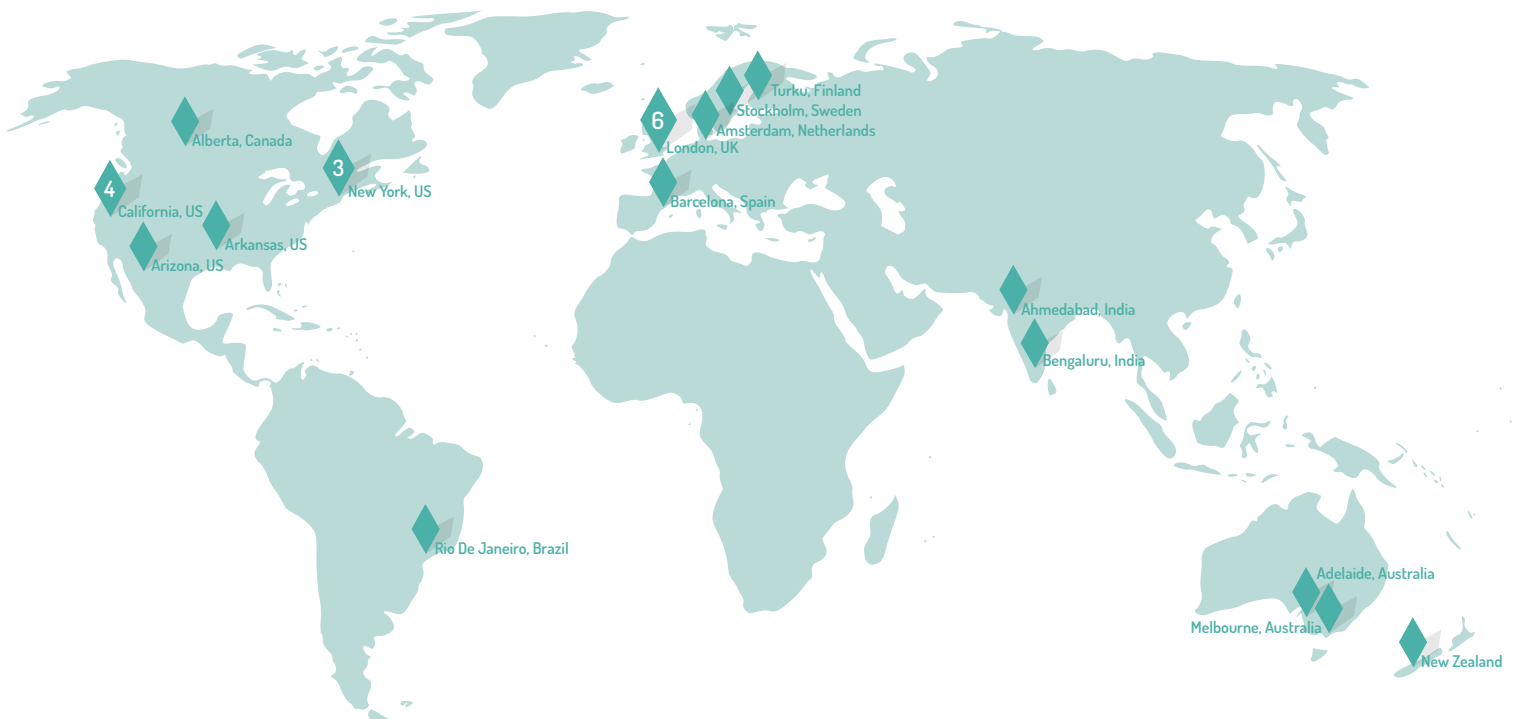 Alberta, Canada
4
California, US
3
New York, US
Arkansas, US
Arizona, US
Rio De Janeiro, Brazil
6
London, UK
Turku, Finland
Stockholm, Sweden
Amsterdam, Netherlands
Barcelona, Spain
Ahmedabad, India
Bengaluru, India
Adelaide, Australia
Melbourne, Australia
New Zealand